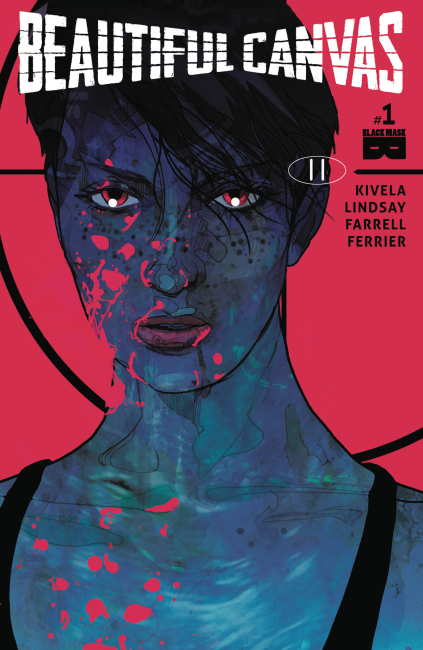 BEAUTIFUL CANVAS
#1
BLACK MASK
KIVELA
LINDSAY
FARRELL
FERRIER